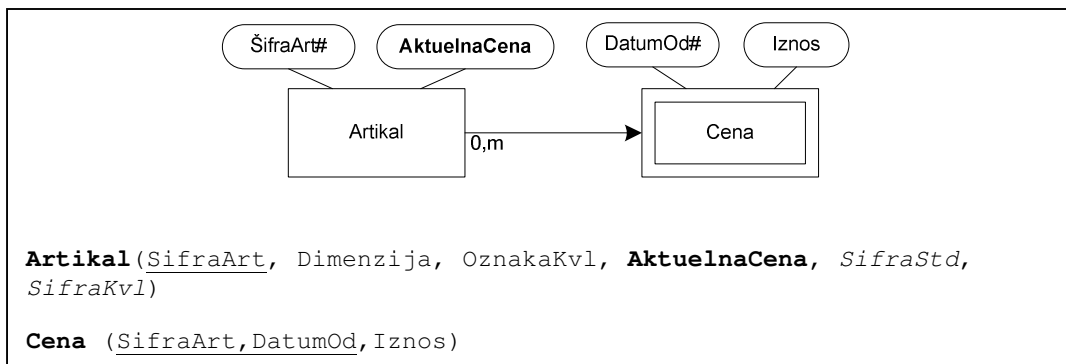 ŠifraArt# AktuelnaCena DatumOd# Iznos
Artikal Cena
0,m
Artikal(SifraArt, Dimenzija, OznakaKvl, AktuelnaCena, SifraStd,
SifraKvl)
Cena (SifraArt,DatumOd,Iznos)